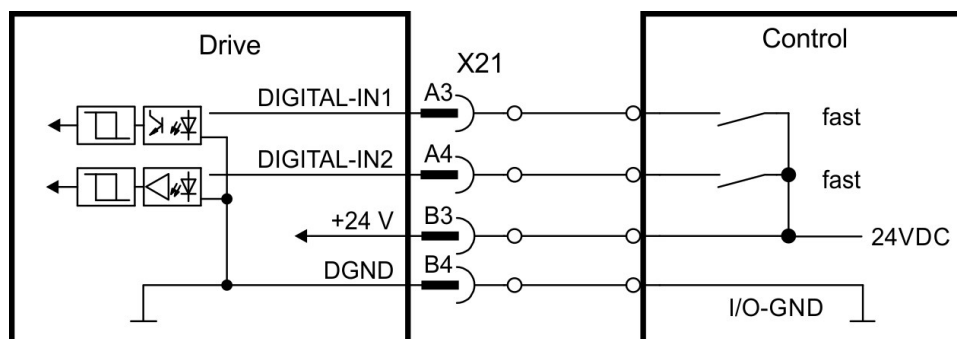 Drive
Control
X21
DIGITAL-IN1
A3
fast
DIGITAL-IN2
A4
fast
+24 V
B3
24VDC
DGND
B4
I/O-GND